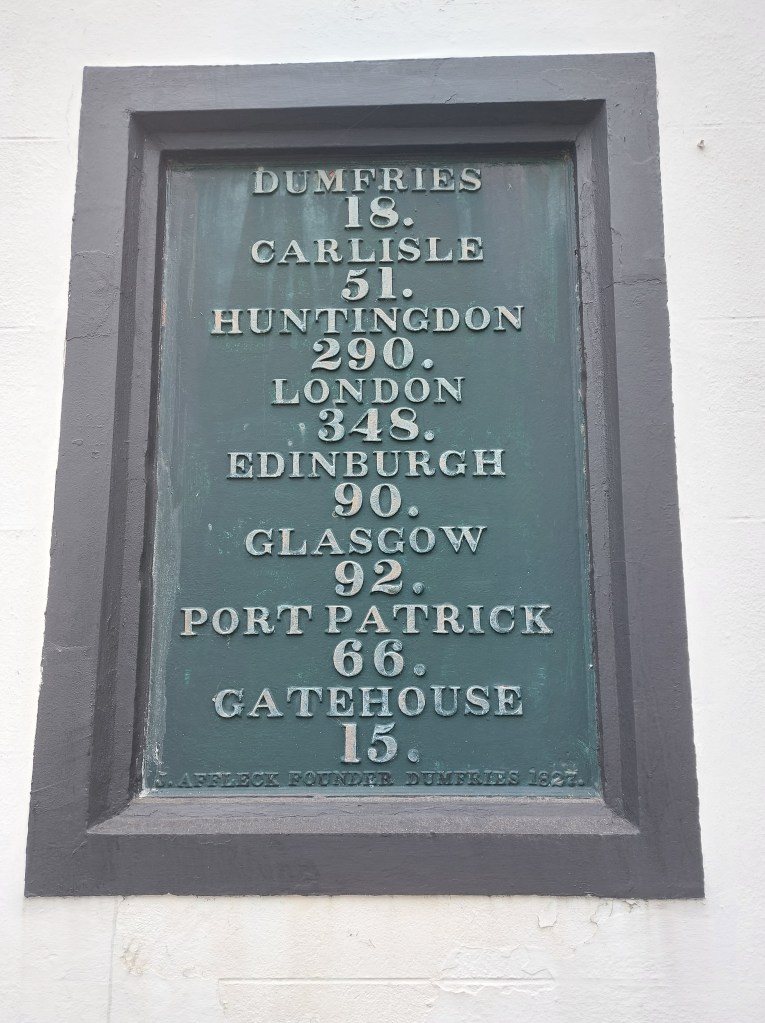 DUMFRIES
18.
CARLISLE
51.
HUNTINGDON
290.
LONDON
348.
EDINBURGH
90.
GLASGOW
92.
PORT PATRICK
66.
GATEHOUSE
15.
J. AFFLECK FOUNDER DUMFRIES 1827.